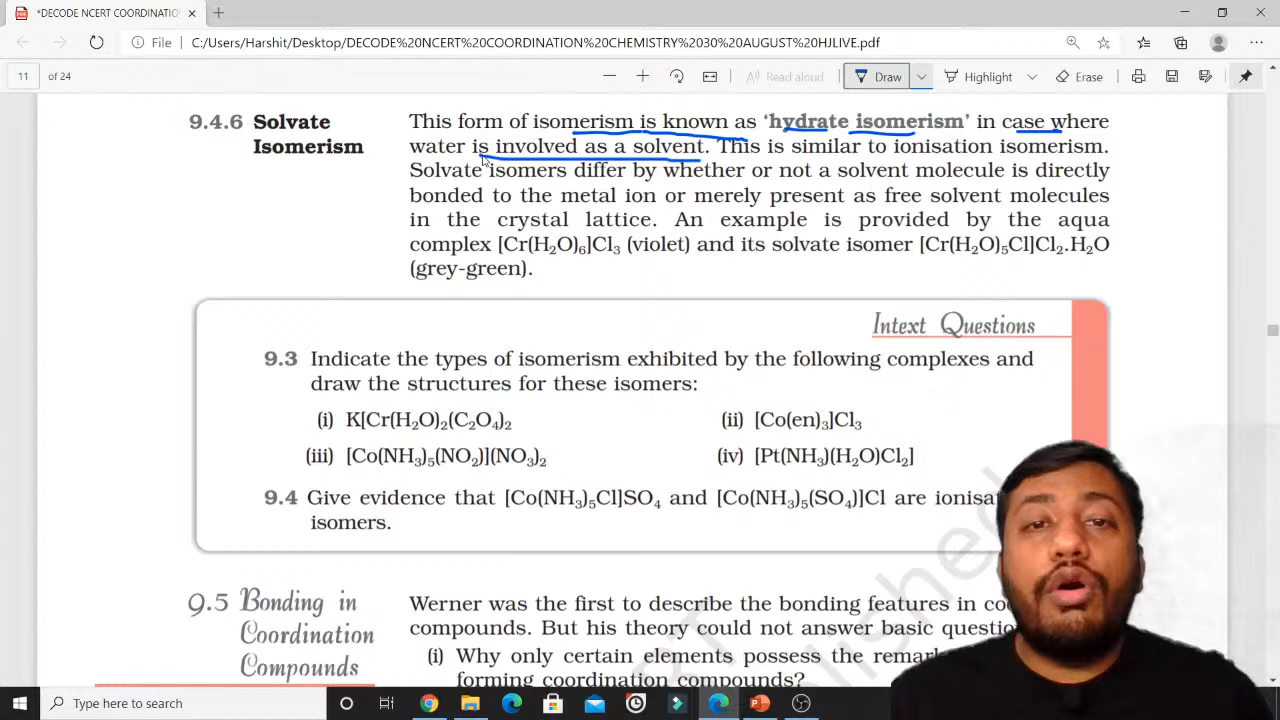 *DECODE NCERT COORDINATIO
File
C:/Users/Harshit/Desktop/DECODE%20NCERT%20COORDINATION%20CHEMISTRY%2030%20AUGUST%20HJLIVE.pdf
11 of 24
Read aloud
Draw
Highlight
Erase
9.4.6 Solvate Isomerism
This form of isomerism is known as ‘hydrate isomerism’ in case where
water is involved as a solvent. This is similar to ionisation isomerism.
Solvate isomers differ by whether or not a solvent molecule is directly
bonded to the metal ion or merely present as free solvent molecules
in the crystal lattice. An example is provided by the aqua
complex [Cr(H₂O)₆]Cl₃ (violet) and its solvate isomer [Cr(H₂O)₅Cl]Cl₂.H₂O
(grey-green).
Intext Questions
9.3 Indicate the types of isomerism exhibited by the following complexes and
draw the structures for these isomers:
(i) K[Cr(H₂O)₂(C₂O₄)₂
(ii) [Co(en)₃]Cl₃
(iii) [Co(NH₃)₅(NO₂)](NO₃)₂
(iv) [Pt(NH₃)(H₂O)Cl₂]
9.4 Give evidence that [Co(NH₃)₅Cl]SO₄ and [Co(NH₃)₅(SO₄)]Cl are ionisat
isomers.
9.5 Bonding in
Coordination
Compounds
Werner was the first to describe the bonding features in co
compounds. But his theory could not answer basic questio
(i) Why only certain elements possess the remar
forming coordination compounds?
Type here to search